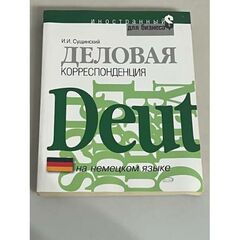 иностранный
для бизнеса
И.И. Сущинский
ДЕЛОВАЯ
КОРРЕСПОНДЕНЦИЯ
Deut
на немецком языке